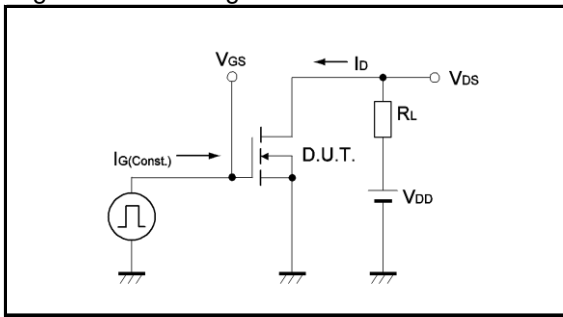 VGS
ID
VDS
RL
IG(Const.)
D.U.T.
VDD